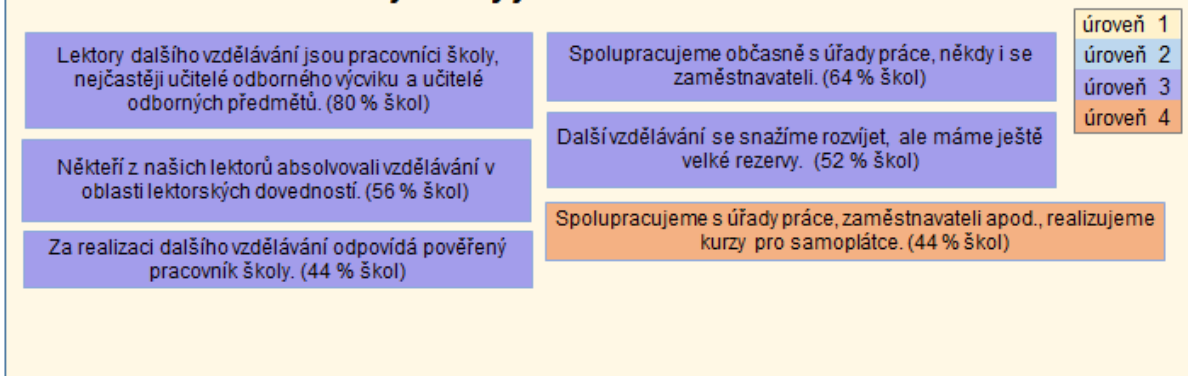 Lektory dalšího vzdělávání jsou pracovníci školy,
nejčastěji učitelé odborného výcviku a učitelé
odborných předmětů. (80 % škol)
Někteří z našich lektorů absolvovali vzdělávání v
oblasti lektorských dovedností. (56 % škol)
Za realizaci dalšího vzdělávání odpovídá pověřený
pracovník školy. (44 % škol)
Spolupracujeme občasně s úřady práce, někdy i se
zaměstnavateli. (64 % škol)
Další vzdělávání se snažíme rozvíjet, ale máme ještě
velké rezervy. (52 % škol)
Spolupracujeme s úřady práce, zaměstnavateli apod., realizujeme
kurzy pro samoplátce. (44 % škol)
úroveň 1
úroveň 2
úroveň 3
úroveň 4